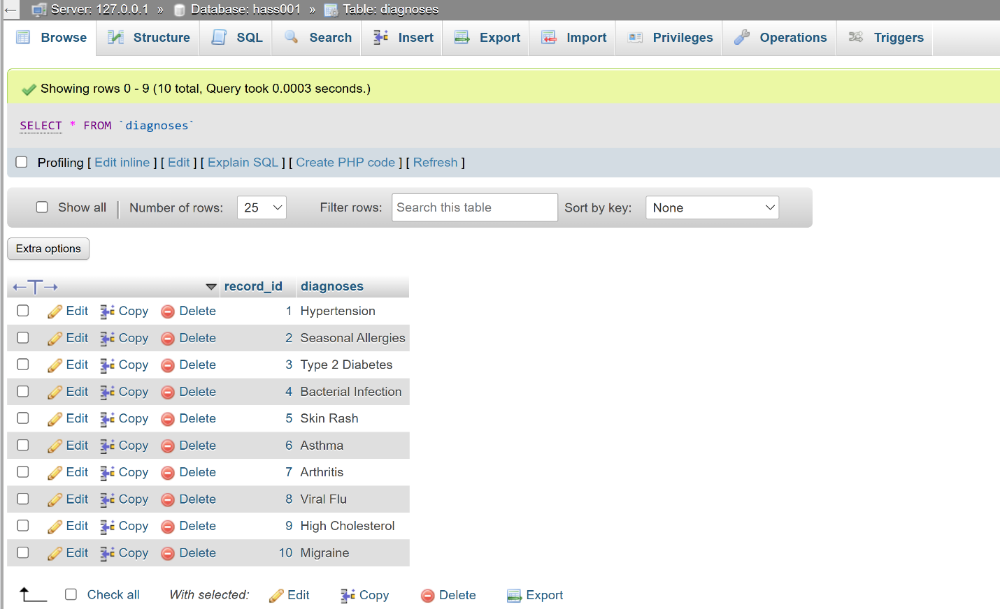 Server: 127.0.0.1 » Database: hass001 » Table: diagnoses
Browse Structure SQL Search Insert Export Import Privileges Operations Triggers
Showing rows 0 - 9 (10 total, Query took 0.0003 seconds.)
SELECT * FROM `diagnoses`
Profiling [ Edit inline ] [ Edit ] [ Explain SQL ] [ Create PHP code ] [ Refresh ]
Show all | Number of rows: 25 Filter rows: Search this table Sort by key: None
Extra options
←T→ record_id diagnoses
Edit Copy Delete 1 Hypertension
Edit Copy Delete 2 Seasonal Allergies
Edit Copy Delete 3 Type 2 Diabetes
Edit Copy Delete 4 Bacterial Infection
Edit Copy Delete 5 Skin Rash
Edit Copy Delete 6 Asthma
Edit Copy Delete 7 Arthritis
Edit Copy Delete 8 Viral Flu
Edit Copy Delete 9 High Cholesterol
Edit Copy Delete 10 Migraine
Check all With selected: Edit Copy Delete Export